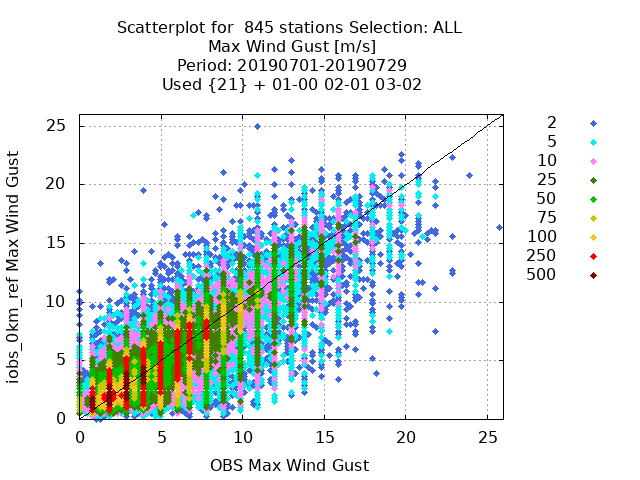 Scatterplot for  845 stations Selection: ALL
Max Wind Gust [m/s]
Period: 20190701-20190729
Used {21} + 01-00 02-01 03-02
iobs_0km_ref Max Wind Gust
25
20
15
10
5
0
0 5 10 15 20 25
OBS Max Wind Gust
2
5
10
25
50
75
100
250
500